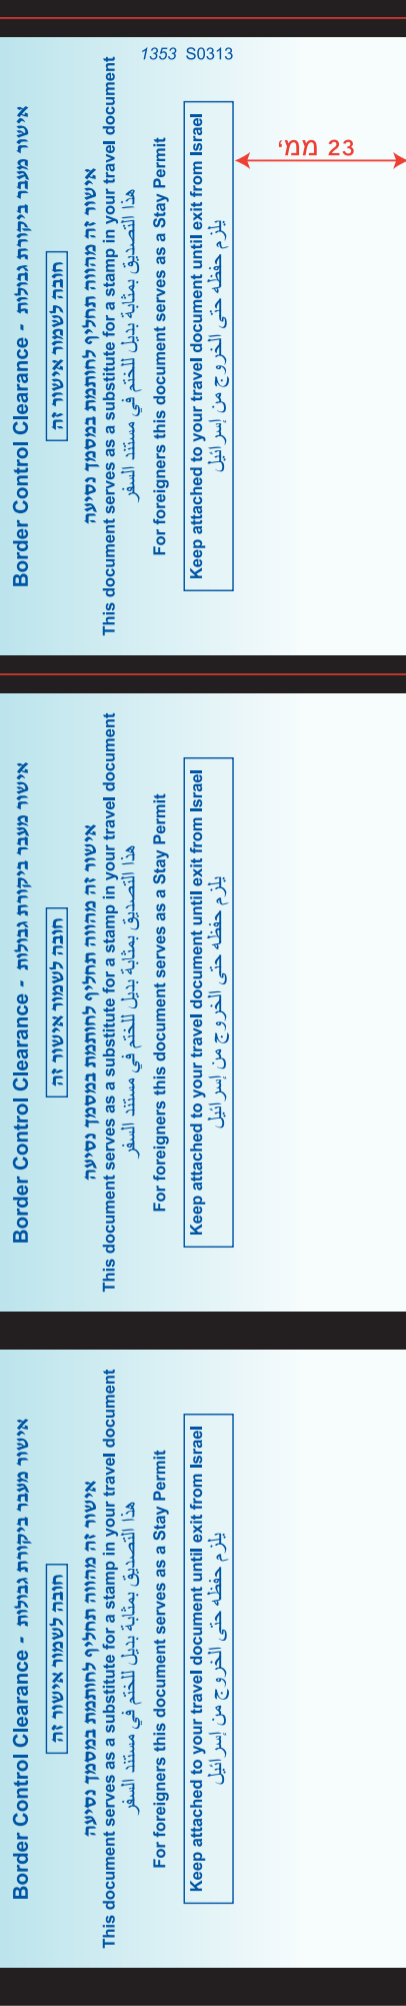 1353 S0313
23 ממ'
Border Control Clearance - אישור מעבר ביקורת גבולות
חובה לשמור אישור זה
אישור זה מהווה תחליף לחותמת במסמך נסיעה
This document serves as a substitute for a stamp in your travel document
هذا التصديق بمثابة بديل للختم في مستند السفر
For foreigners this document serves as a Stay Permit
Keep attached to your travel document until exit from Israel
يلزم حفظه حتى الخروج من إسرائيل
Border Control Clearance - אישור מעבר ביקורת גבולות
חובה לשמור אישור זה
אישור זה מהווה תחליף לחותמת במסמך נסיעה
This document serves as a substitute for a stamp in your travel document
هذا التصديق بمثابة بديل للختم في مستند السفر
For foreigners this document serves as a Stay Permit
Keep attached to your travel document until exit from Israel
يلزم حفظه حتى الخروج من إسرائيل
Border Control Clearance - אישור מעבר ביקורת גבולות
חובה לשמור אישור זה
אישור זה מהווה תחליף לחותמת במסמך נסיעה
This document serves as a substitute for a stamp in your travel document
هذا التصديق بمثابة بديل للختم في مستند السفر
For foreigners this document serves as a Stay Permit
Keep attached to your travel document until exit from Israel
يلزم حفظه حتى الخروج من إسرائيل